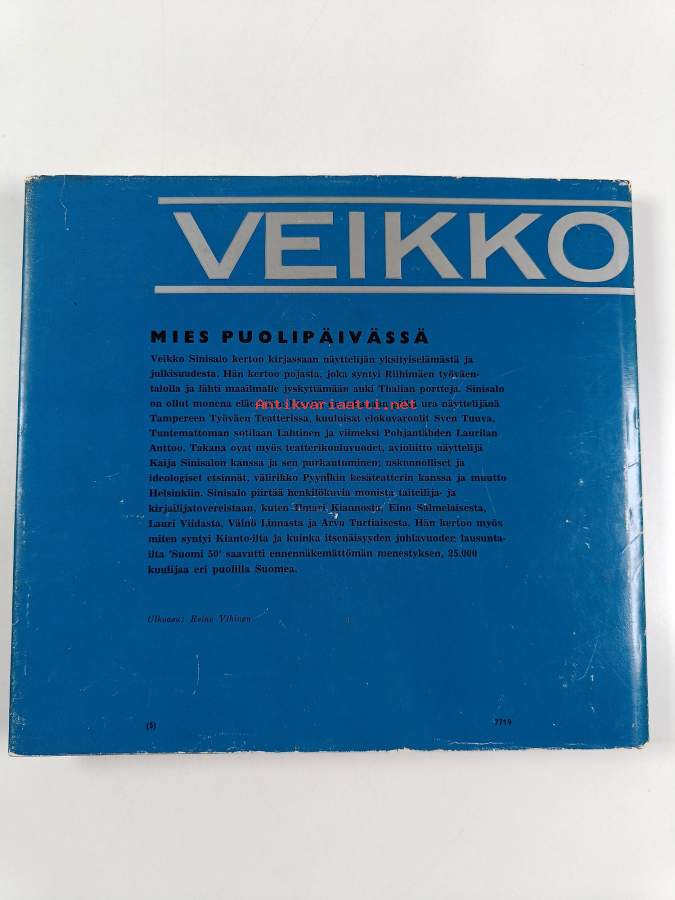 VEIKKO
MIES PUOLIPÄIVÄSSÄ
Veikko Sinisalo kertoo kirjassaan näyttelijän yksityiselämästä ja
julkisuudesta. Hän kertoo pojasta, joka syntyi Riihimäen työväen-
talolla ja lähti maailmalle jyskyttämään auki Thalian portteja. Sinisalo
on ollut monena ura näyttelijänä
Antikvariaatti.net
Tampereen Työväen Teatterissa, kuuluisat elokuvaroolit Sven Tuuva,
Tuntemattoman sotilaan Lahtinen ja viimeksi Pohjantähden Laurilan
Anttoo. Takana ovat myös teatterikouluvuodet, avioliitto näyttelijä
Kaija Sinisalon kanssa ja sen purkautuminen; uskonnolliset ja
ideologiset etsinnät, välirikko Pyynikin kesäteatterin kanssa ja muutto
Helsinkiin. Sinisalo piirtää henkilökuvia monista taiteilija- ja
kirjailijatovereistaan, kuten Ilmari Kiannosta, Eino Salmelaisesta,
Lauri Viidasta, Väinö Linnasta ja Arvo Turtiaisesta. Hän kertoo myös
miten syntyi Kianto-ilta ja kuinka itsenäisyyden juhlavuoden lausunta-
ilta 'Suomi 50' saavutti ennennäkemättömän menestyksen, 25.000
kuulijaa eri puolilla Suomea.
Ulkoasu: Reino Vihinen
(5) 7719